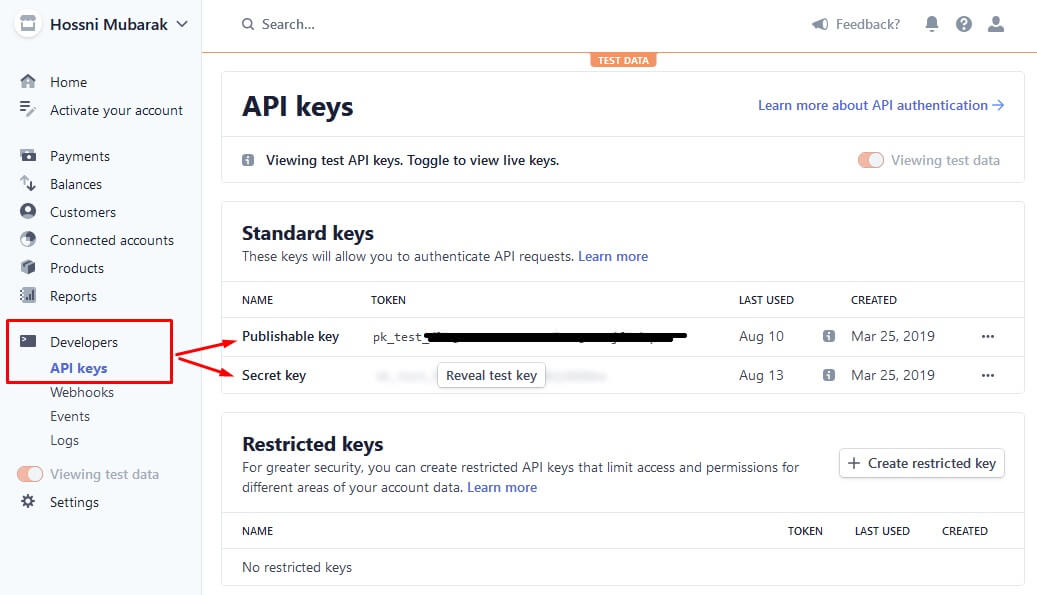 Hossni Mubarak
Search...
Feedback?
TEST DATA
Home
Activate your account
Payments
Balances
Customers
Connected accounts
Products
Reports
Developers
API keys
Webhooks
Events
Logs
Viewing test data
Settings
API keys
Learn more about API authentication
Viewing test API keys. Toggle to view live keys.
Viewing test data
Standard keys
These keys will allow you to authenticate API requests. Learn more
NAME TOKEN LAST USED CREATED
Publishable key pk_test_ Aug 10 Mar 25, 2019
Secret key Reveal test key Aug 13 Mar 25, 2019
Restricted keys
For greater security, you can create restricted API keys that limit access and permissions for
different areas of your account data. Learn more
Create restricted key
NAME TOKEN LAST USED CREATED
No restricted keys